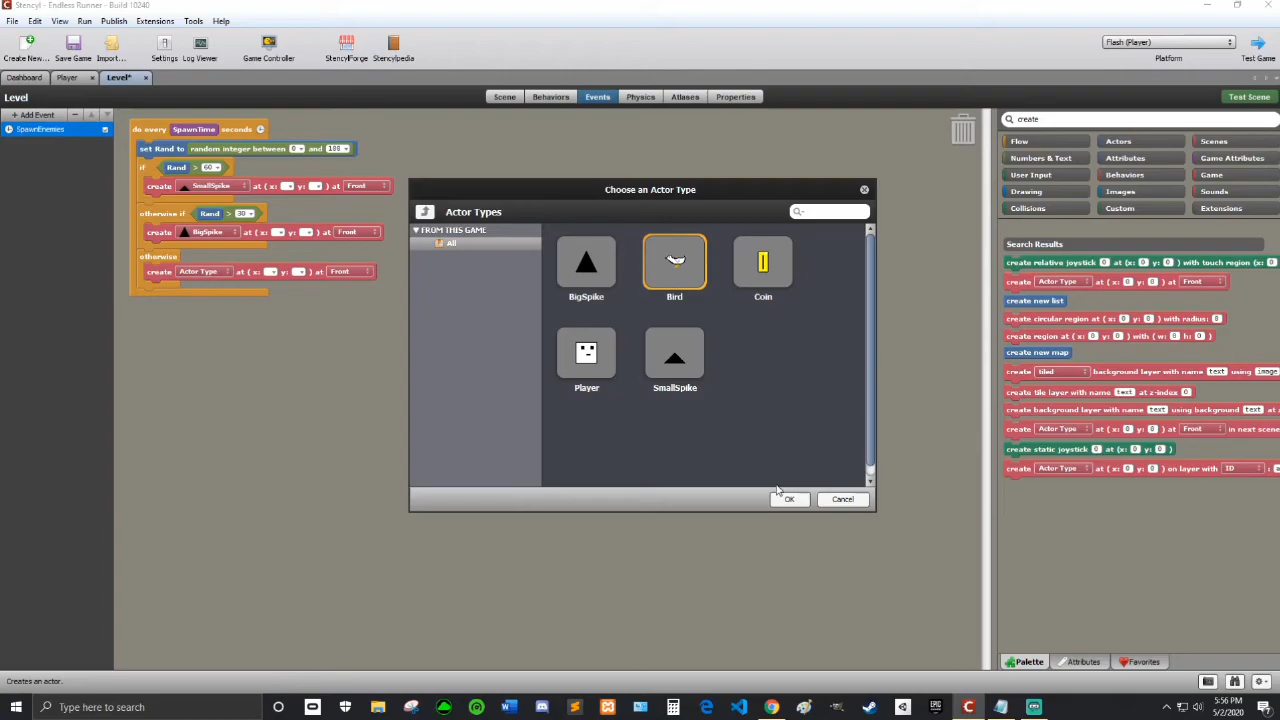 Stencyl - Endless Runner - Build 10240
File Edit View Run Publish Extensions Tools Help
Create New... Save Game Import... Settings Log Viewer Game Controller StencylForge Stencylpedia
Flash (Player)
Platform
Test Game
Dashboard Player × Level* ×
Level
Scene Behaviors Events Physics Atlases Properties
Test Scene
+ Add Event
SpawnEnemies
do every SpawnTime seconds
set Rand to random integer between 0 and 100
if Rand > 60
create SmallSpike at ( x: y: ) at Front
otherwise if Rand > 30
create BigSpike at ( x: y: ) at Front
otherwise
create Actor Type at ( x: y: ) at Front
Choose an Actor Type
Actor Types
FROM THIS GAME
All
BigSpike Bird Coin
Player SmallSpike
OK Cancel
create
Flow Actors Scenes
Numbers & Text Attributes Game Attributes
User Input Behaviors Game
Drawing Images Sounds
Collisions Custom Extensions
Search Results
create relative joystick 0 at (x: 0 y: 0 ) with touch region (x: 0
create Actor Type at ( x: 0 y: 0 ) at Front
create new list
create circular region at ( x: 0 y: 0 ) with radius: 0
create region at ( x: 0 y: 0 ) with ( w: 0 h: 0 )
create new map
create tiled background layer with name text using image
create tile layer with name text at z-index 0
create background layer with name text using background text at z
create Actor Type at ( x: 0 y: 0 ) at Front in next scene
create static joystick 0 at (x: 0 y: 0 )
create Actor Type at ( x: 0 y: 0 ) on layer with ID :
Palette Attributes Favorites
Creates an actor.
Type here to search
5:56 PM
5/2/2020